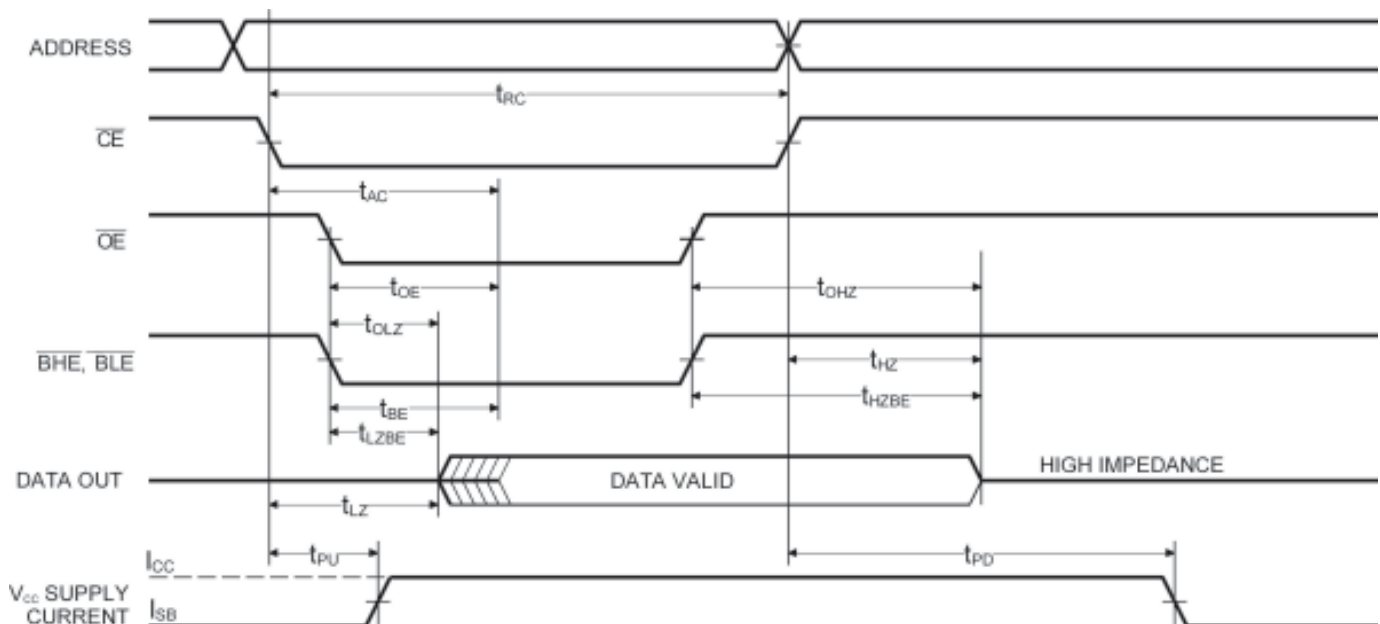 ADDRESS
tRC
CE
tAC
OE
tOE
tOHZ
tOLZ
BHE, BLE
tHZ
tBE
tHZBE
tLZBE
HIGH IMPEDANCE
DATA OUT
DATA VALID
tLZ
tPU
tPD
ICC
Vcc SUPPLY
CURRENT
ISB